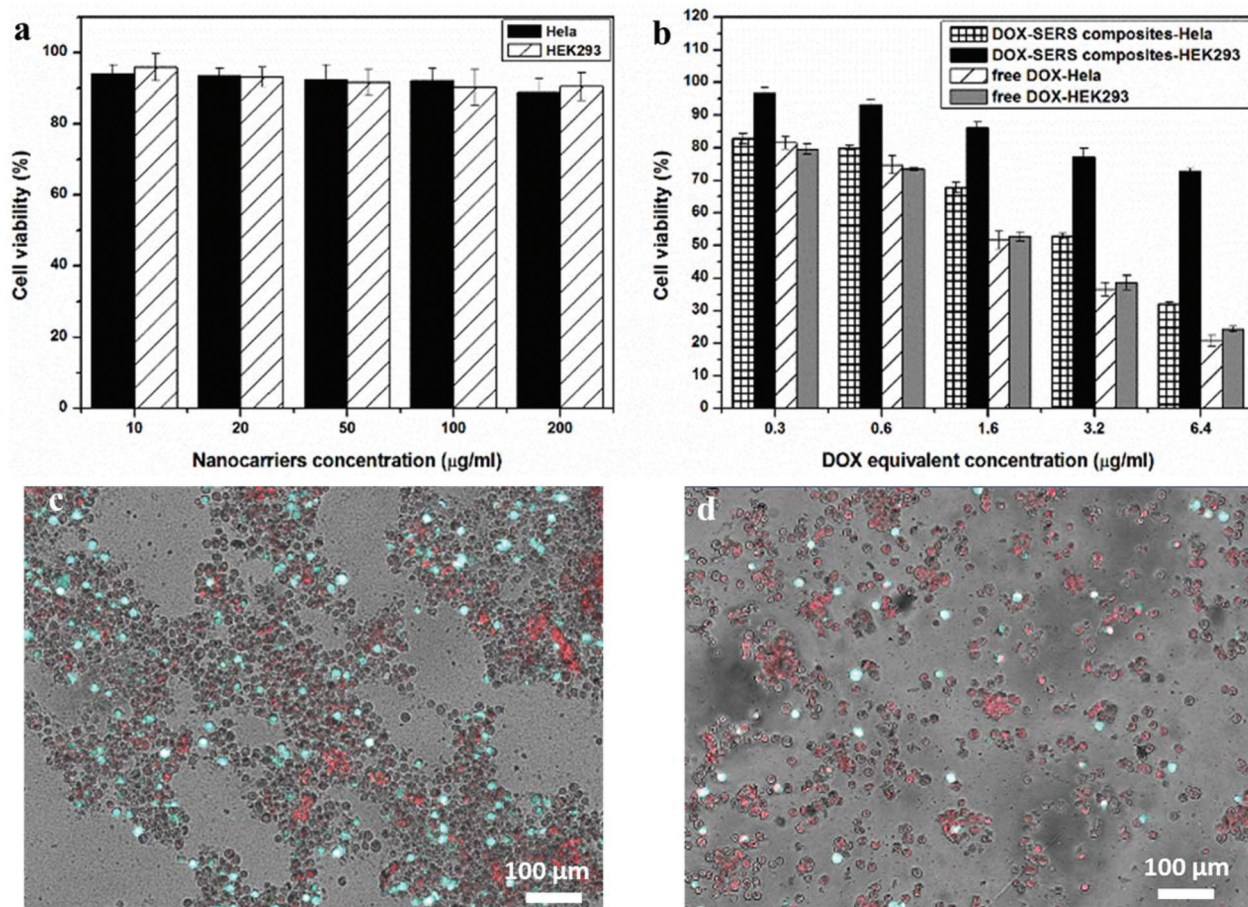 a
Hela
HEK293
100
80
60
40
20
0
Cell viability (%)
10 20 50 100 200
Nanocarriers concentration (μg/ml)
b
DOX-SERS composites-Hela
DOX-SERS composites-HEK293
free DOX-Hela
free DOX-HEK293
120
110
100
90
80
70
60
50
40
30
20
10
0
Cell viability (%)
0.3 0.6 1.6 3.2 6.4
DOX equivalent concentration (μg/ml)
c
100 μm
d
100 μm